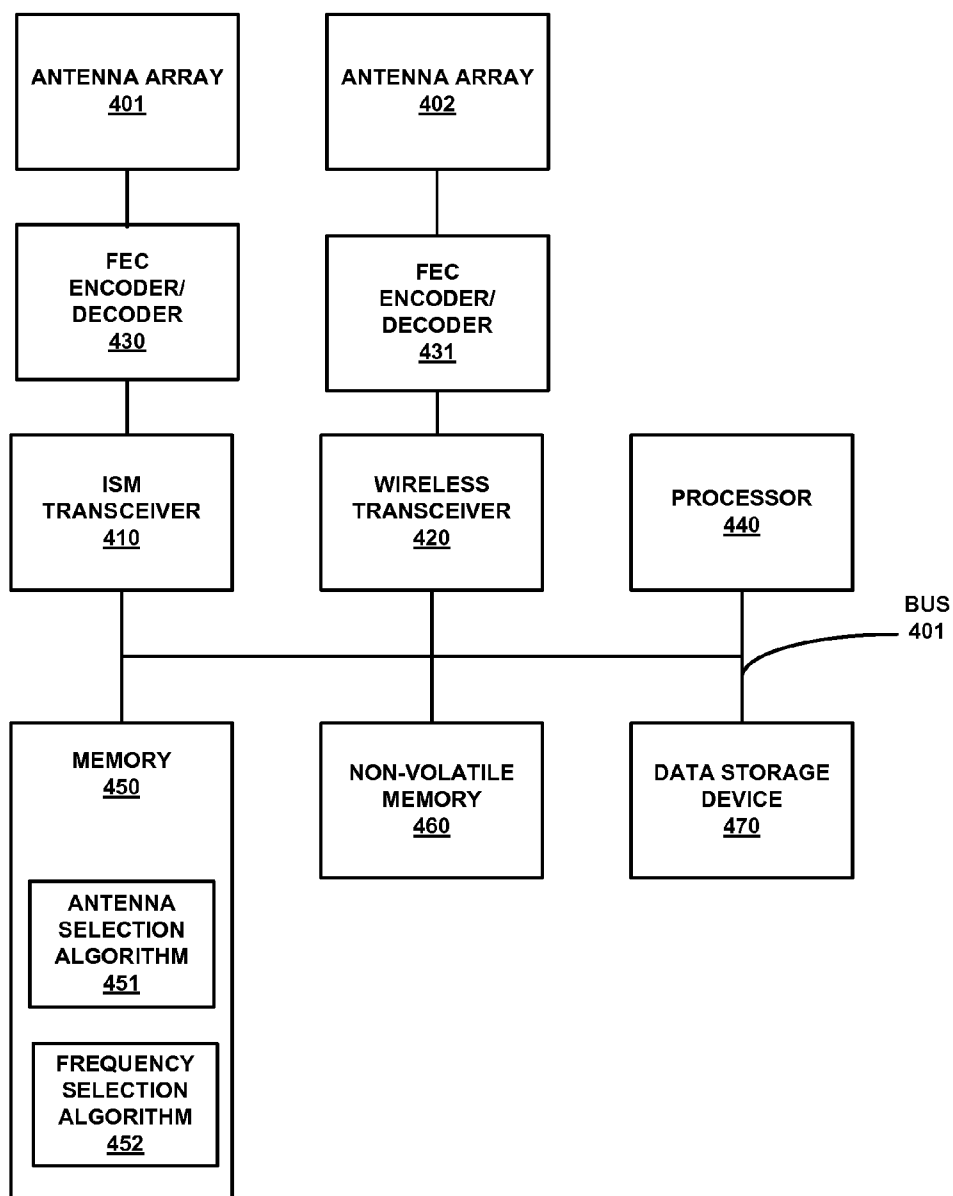 ANTENNA ARRAY
401
ANTENNA ARRAY
402
FEC
ENCODER/
DECODER
430
FEC
ENCODER/
DECODER
431
ISM
TRANSCEIVER
410
WIRELESS
TRANSCEIVER
420
PROCESSOR
440
BUS
401
MEMORY
450
NON-VOLATILE
MEMORY
460
DATA STORAGE
DEVICE
470
ANTENNA
SELECTION
ALGORITHM
451
FREQUENCY
SELECTION
ALGORITHM
452